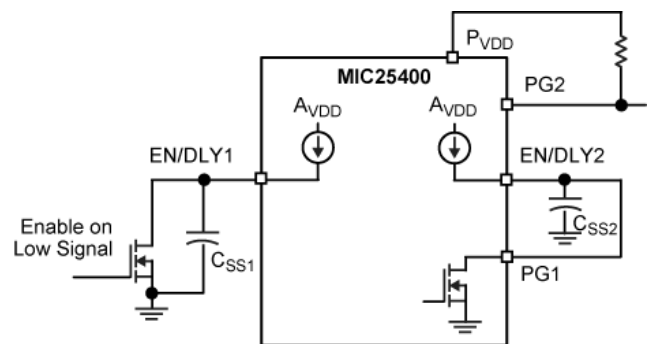 PVDD
MIC25400
PG2
AVDD
AVDD
EN/DLY1
EN/DLY2
Enable on
Low Signal
CSS1
CSS2
PG1